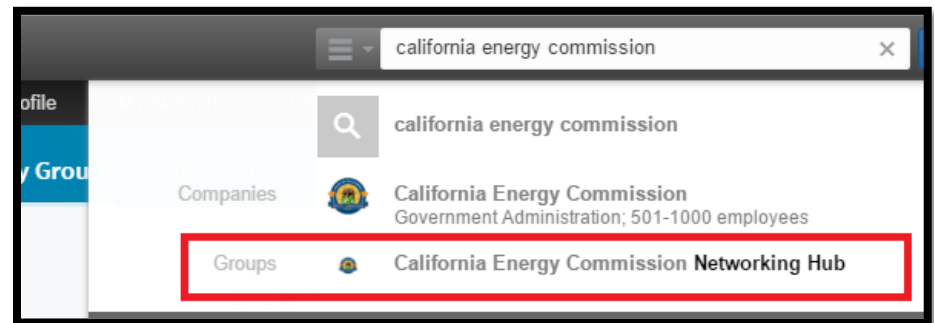 california energy commission
ofile
california energy commission
y Grou
Companies
California Energy Commission
Government Administration; 501-1000 employees
Groups
California Energy Commission Networking Hub